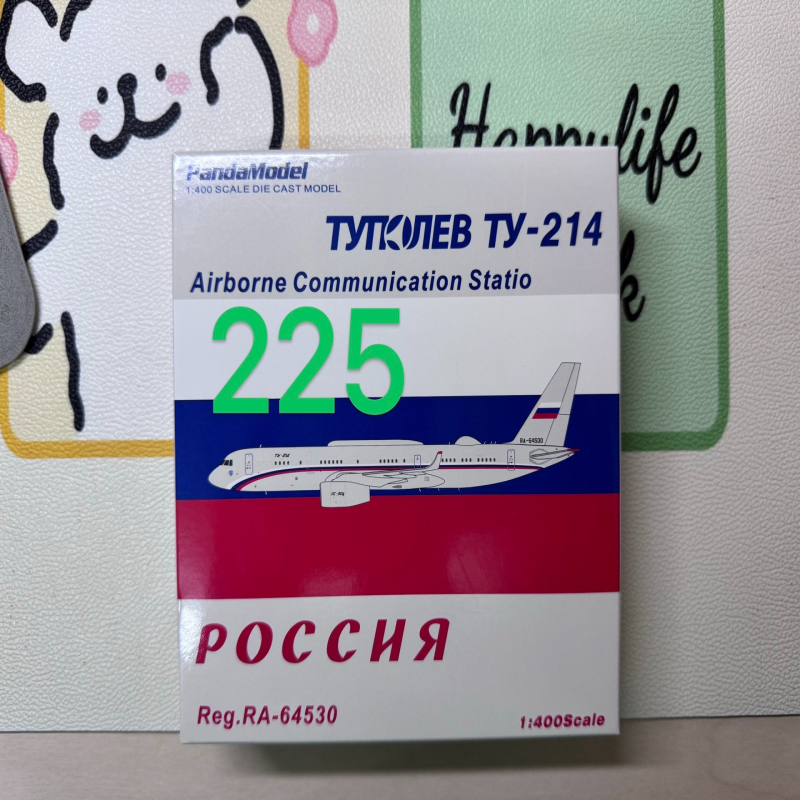 Happylife
PandaModel
1:400 SCALE DIE CAST MODEL
ТУПОЛЕВ ТУ-214
Airborne Communication Statio
225
RA-64530
ТУ-214
РОССИЯ
Reg.RA-64530
1:400Scale